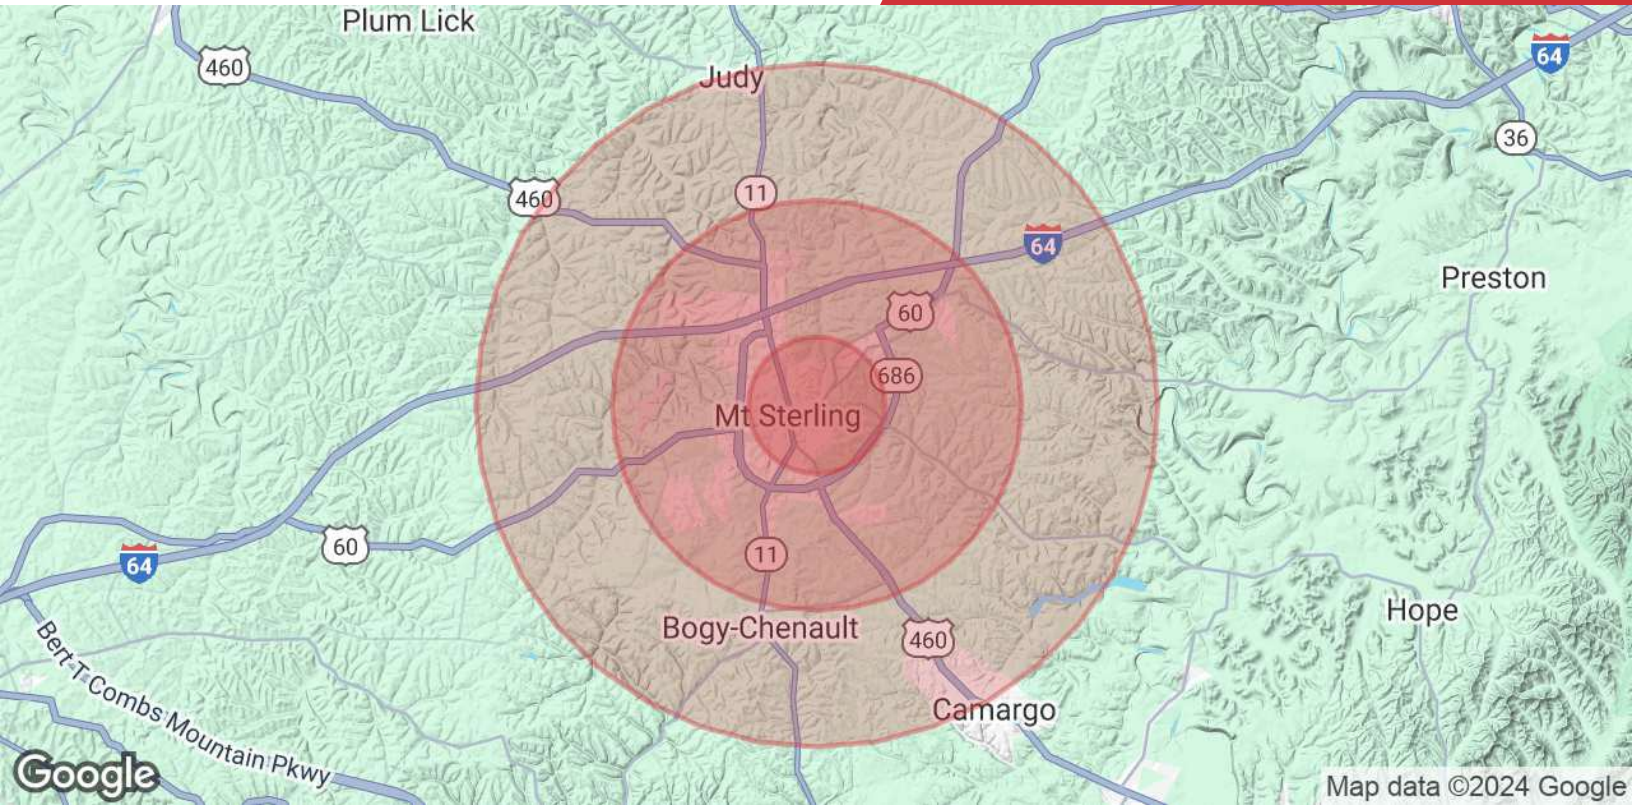 Plum Lick
460
Judy
64
36
460
11
64
Preston
60
686
Mt Sterling
11
60
64
Hope
Bogy-Chenault
460
Bert T Combs Mountain Pkwy
Camargo
Google
Map data ©2024 Google